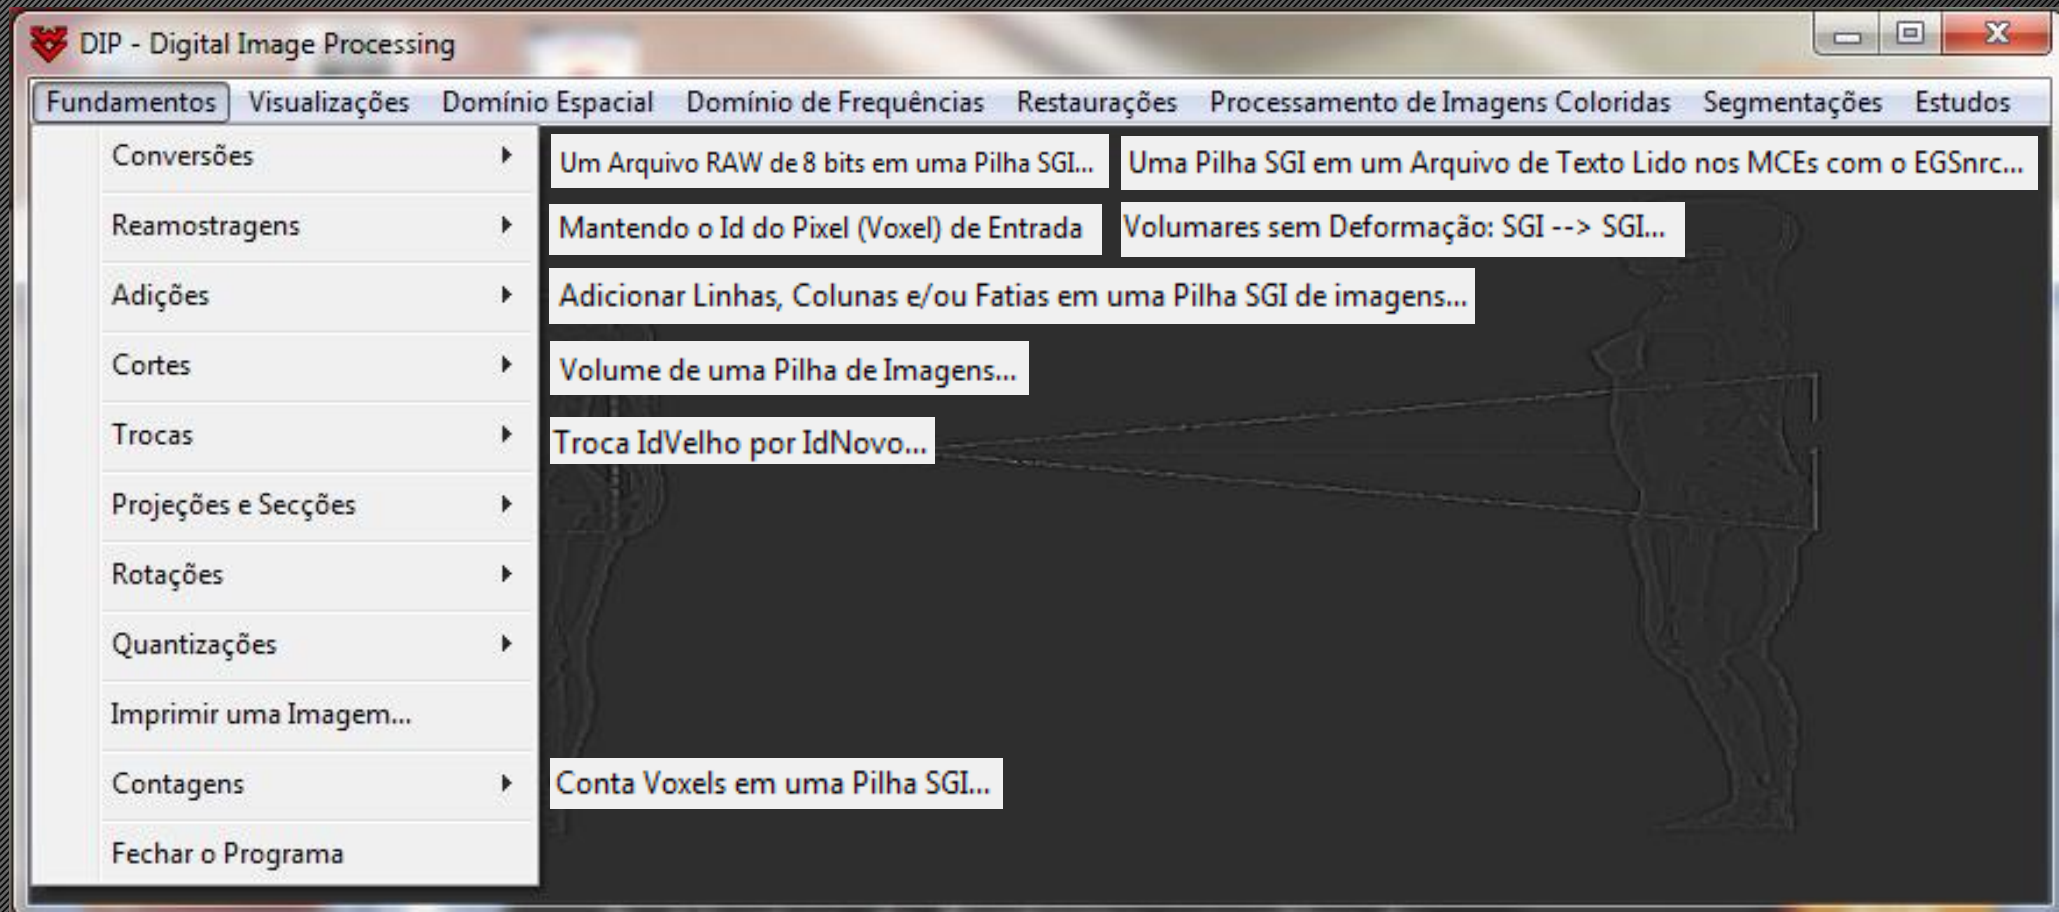 DIP - Digital Image Processing
Fundamentos Visualizações Domínio Espacial Domínio de Frequências Restaurações Processamento de Imagens Coloridas Segmentações Estudos
Conversões Um Arquivo RAW de 8 bits em uma Pilha SGI... Uma Pilha SGI em um Arquivo de Texto Lido nos MCEs com o EGSnrc...
Reamostragens Mantendo o Id do Pixel (Voxel) de Entrada Volumares sem Deformação: SGI --> SGI...
Adições Adicionar Linhas, Colunas e/ou Fatias em uma Pilha SGI de imagens...
Cortes Volume de uma Pilha de Imagens...
Trocas Troca IdVelho por IdNovo...
Projeções e Secções
Rotações
Quantizações
Imprimir uma Imagem...
Contagens Conta Voxels em uma Pilha SGI...
Fechar o Programa